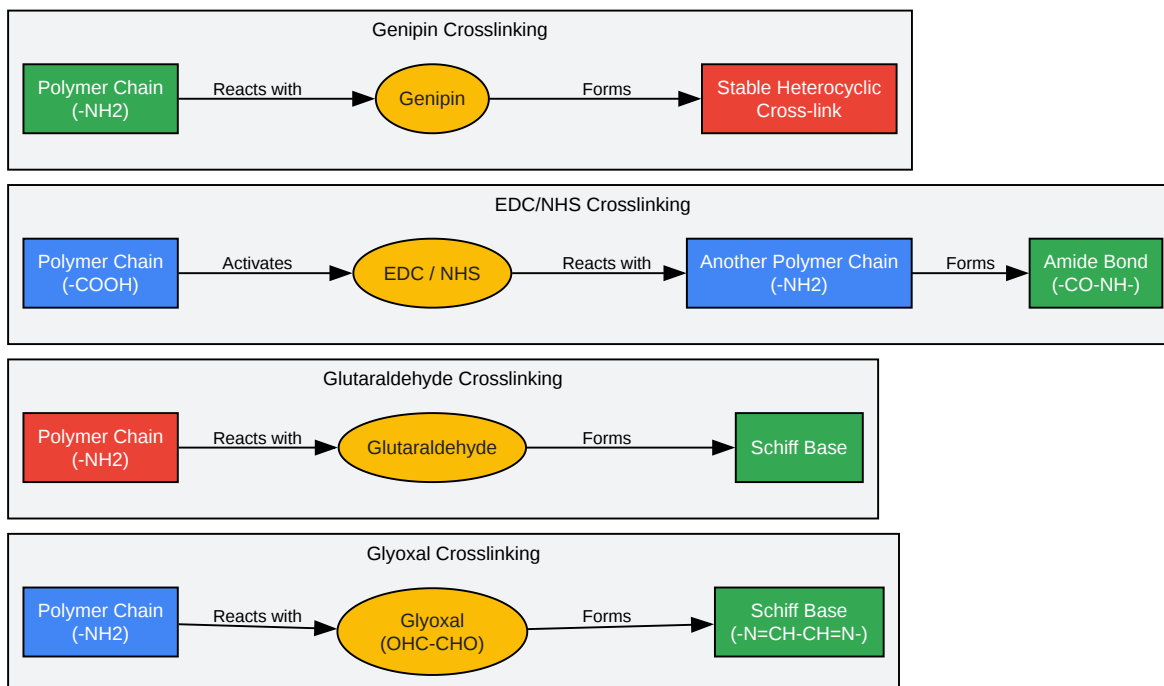 Genipin Crosslinking
Polymer Chain
(-NH2)
Reacts with
Genipin
Forms
Stable Heterocyclic
Cross-link
EDC/NHS Crosslinking
Polymer Chain
(-COOH)
Activates
EDC / NHS
Reacts with
Another Polymer Chain
(-NH2)
Forms
Amide Bond
(-CO-NH-)
Glutaraldehyde Crosslinking
Polymer Chain
(-NH2)
Reacts with
Glutaraldehyde
Forms
Schiff Base
Glyoxal Crosslinking
Polymer Chain
(-NH2)
Reacts with
Glyoxal
(OHC-CHO)
Forms
Schiff Base
(-N=CH-CH=N-)